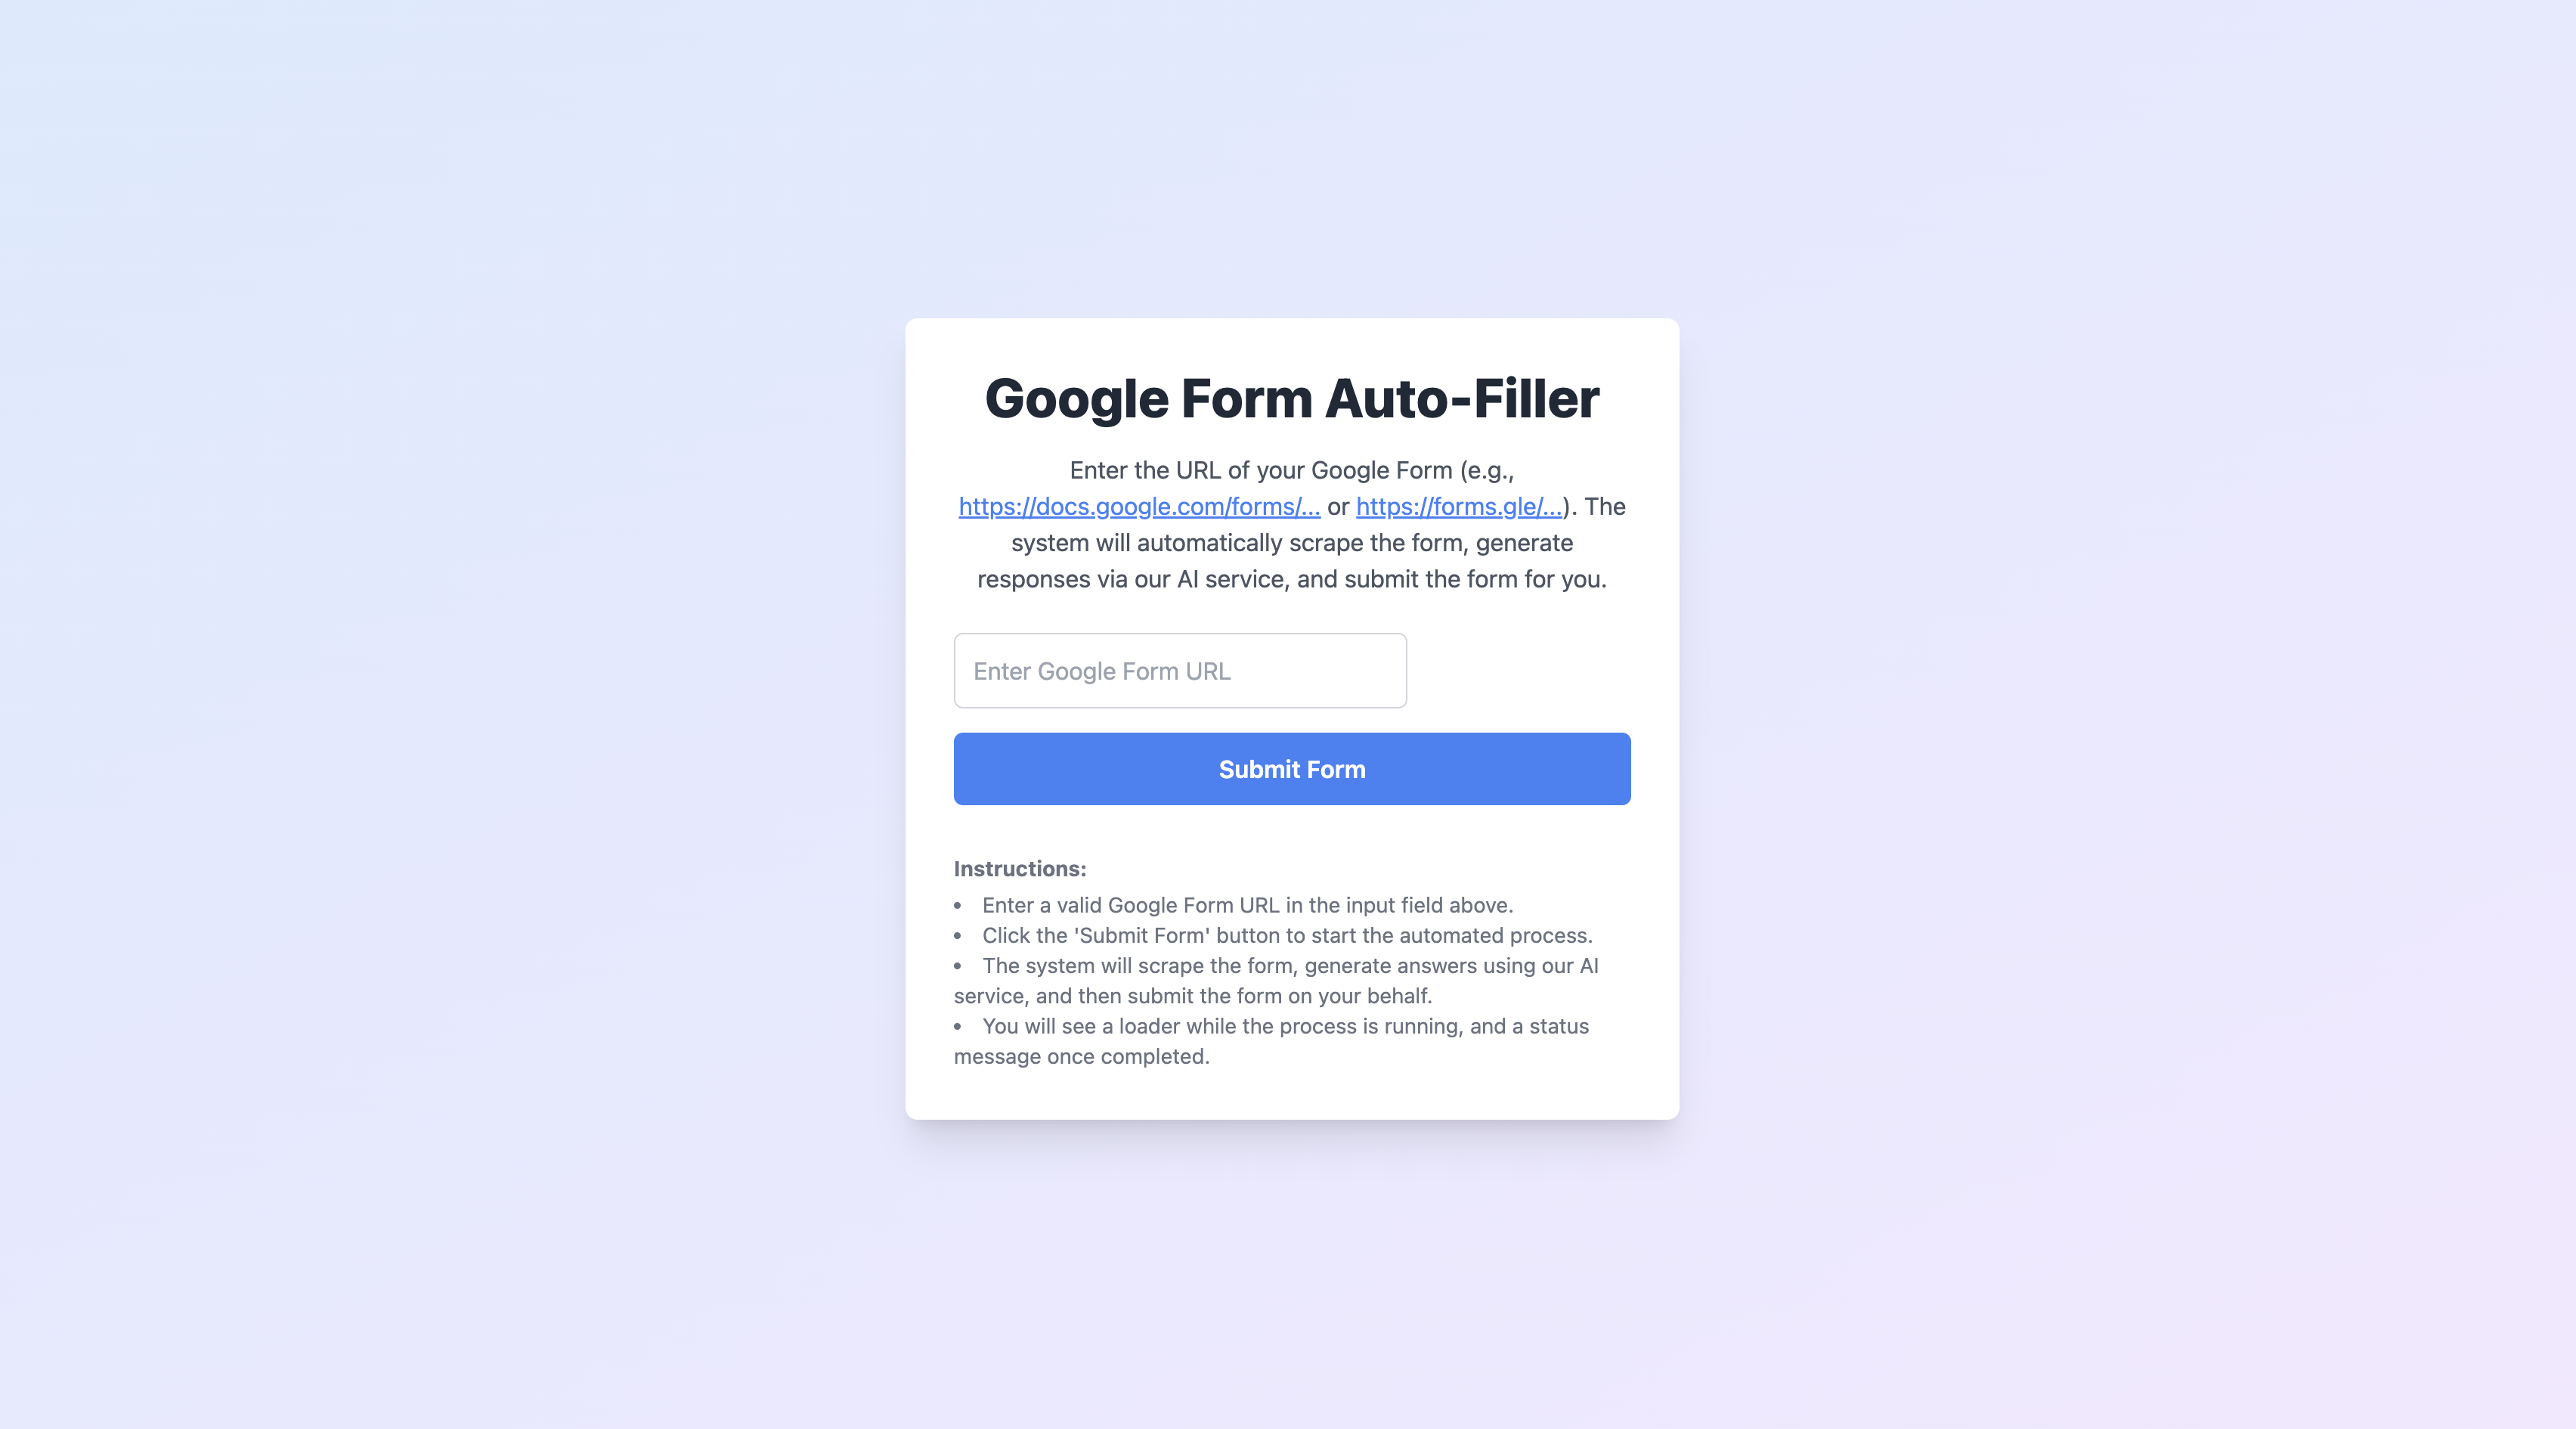 Google Form Auto-Filler
Enter the URL of your Google Form (e.g.,
https://docs.google.com/forms/... or https://forms.gle/...). The
system will automatically scrape the form, generate
responses via our AI service, and submit the form for you.
Enter Google Form URL
Submit Form
Instructions:
• Enter a valid Google Form URL in the input field above.
• Click the 'Submit Form' button to start the automated process.
• The system will scrape the form, generate answers using our AI
service, and then submit the form on your behalf.
• You will see a loader while the process is running, and a status
message once completed.